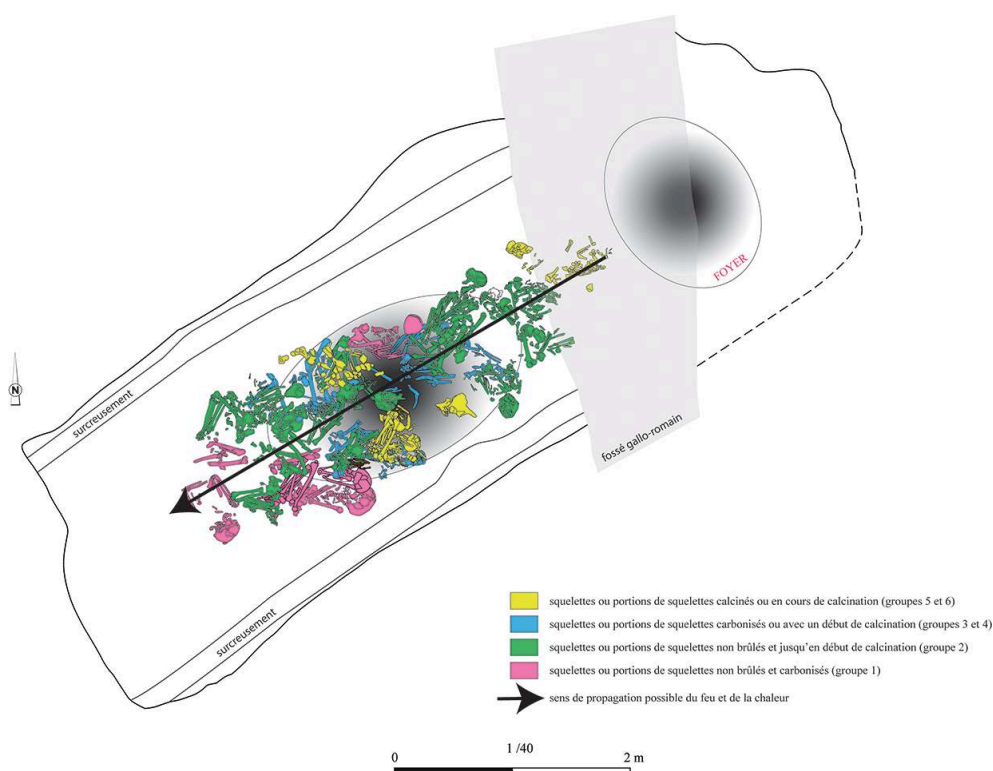 FOYER
surcreusement
fossé gallo-romain
N
surcreusement
squelettes ou portions de squelettes calcinés ou en cours de calcination (groupes 5 et 6)
squelettes ou portions de squelettes carbonisés ou avec un début de calcination (groupes 3 et 4)
squelettes ou portions de squelettes non brûlés et jusqu'en début de calcination (groupe 2)
squelettes ou portions de squelettes non brûlés et carbonisés (groupe 1)
sens de propagation possible du feu et de la chaleur
0 1 /40 2 m